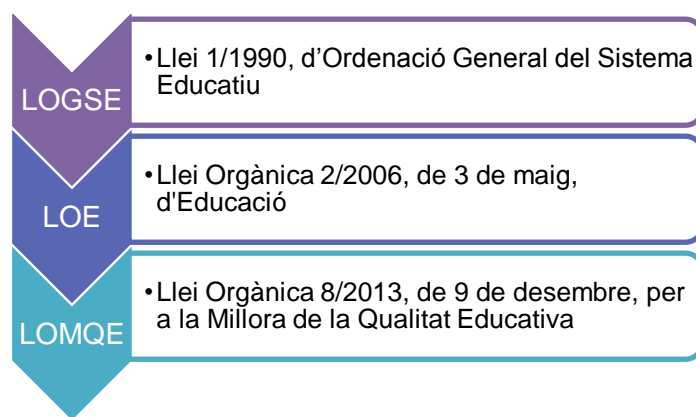 LOGSE
•Llei 1/1990, d’Ordenació General del Sistema
Educatiu
LOE
•Llei Orgànica 2/2006, de 3 de maig,
d'Educació
LOMQE
•Llei Orgànica 8/2013, de 9 de desembre, per
a la Millora de la Qualitat Educativa